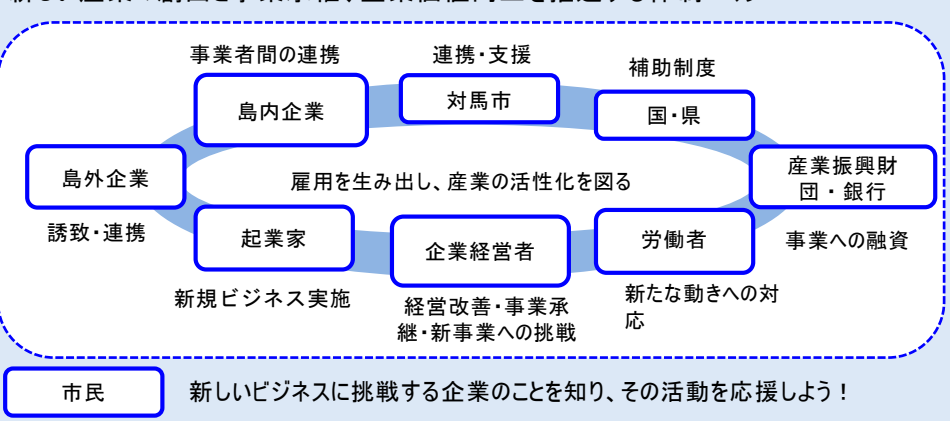 事業者間の連携
連携・支援
補助制度
島内企業
対馬市
国・県
島外企業
産業振興財
団・銀行
雇用を生み出し、産業の活性化を図る
誘致・連携
起業家
企業経営者
労働者
事業への融資
新規ビジネス実施
経営改善・事業承
継・新事業への挑戦
新たな動きへの対
応
市民
新しいビジネスに挑戦する企業のことを知り、その活動を応援しよう！